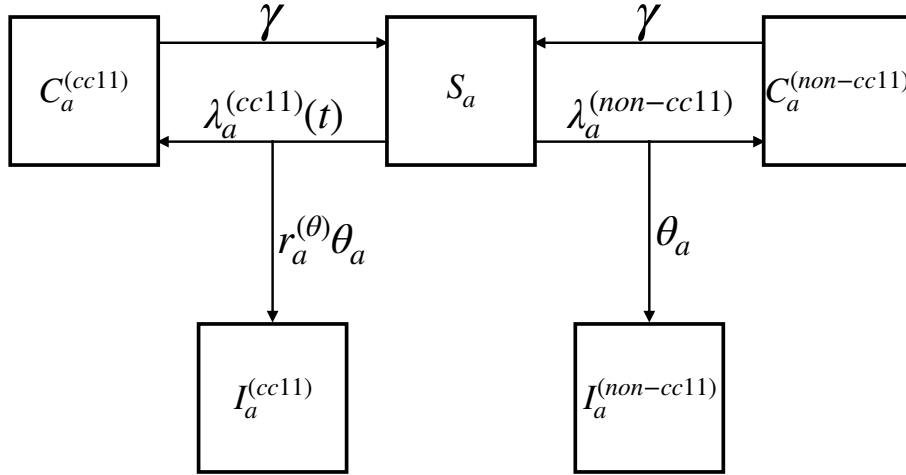 γ γ
C_a^{(cc11)} S_a C_a^{(non−cc11)}
λ_a^{(cc11)}(t) λ_a^{(non−cc11)}
r_a^{(θ)}θ_a θ_a
I_a^{(cc11)} I_a^{(non−cc11)}